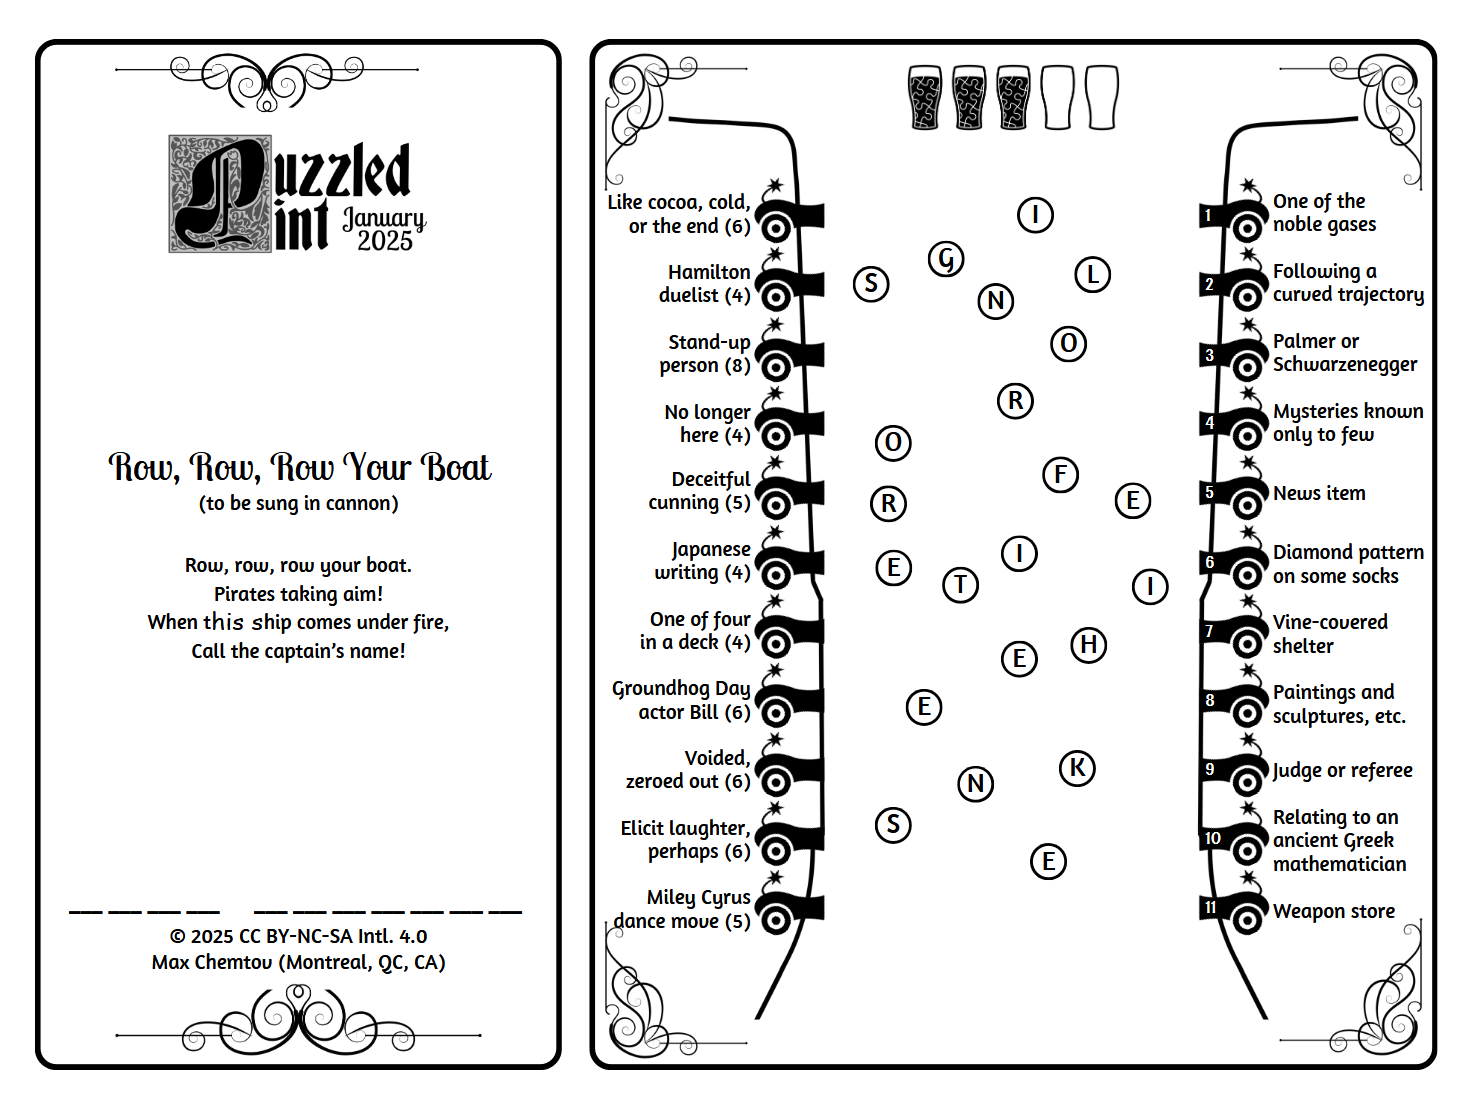 Puzzled
Pint January
2025
Row, Row, Row Your Boat
(to be sung in cannon)
Row, row, row your boat.
Pirates taking aim!
When this ship comes under fire,
Call the captain's name!
© 2025 CC BY-NC-SA Intl. 4.0
Max Chemtov (Montreal, QC, CA)
Like cocoa, cold,
or the end (6)
Hamilton
duelist (4)
Stand-up
person (8)
No longer
here (4)
Deceitful
cunning (5)
Japanese
writing (4)
One of four
in a deck (4)
Groundhog Day
actor Bill (6)
Voided,
zeroed out (6)
Elicit laughter,
perhaps (6)
Miley Cyrus
dance move (5)
I
G
L
S
N
O
R
O
F
E
R
I
E
T
I
H
E
E
K
N
S
E
1 One of the
noble gases
2 Following a
curved trajectory
3 Palmer or
Schwarzenegger
4 Mysteries known
only to few
5 News item
6 Diamond pattern
on some socks
7 Vine-covered
shelter
8 Paintings and
sculptures, etc.
9 Judge or referee
10 Relating to an
ancient Greek
mathematician
11 Weapon store